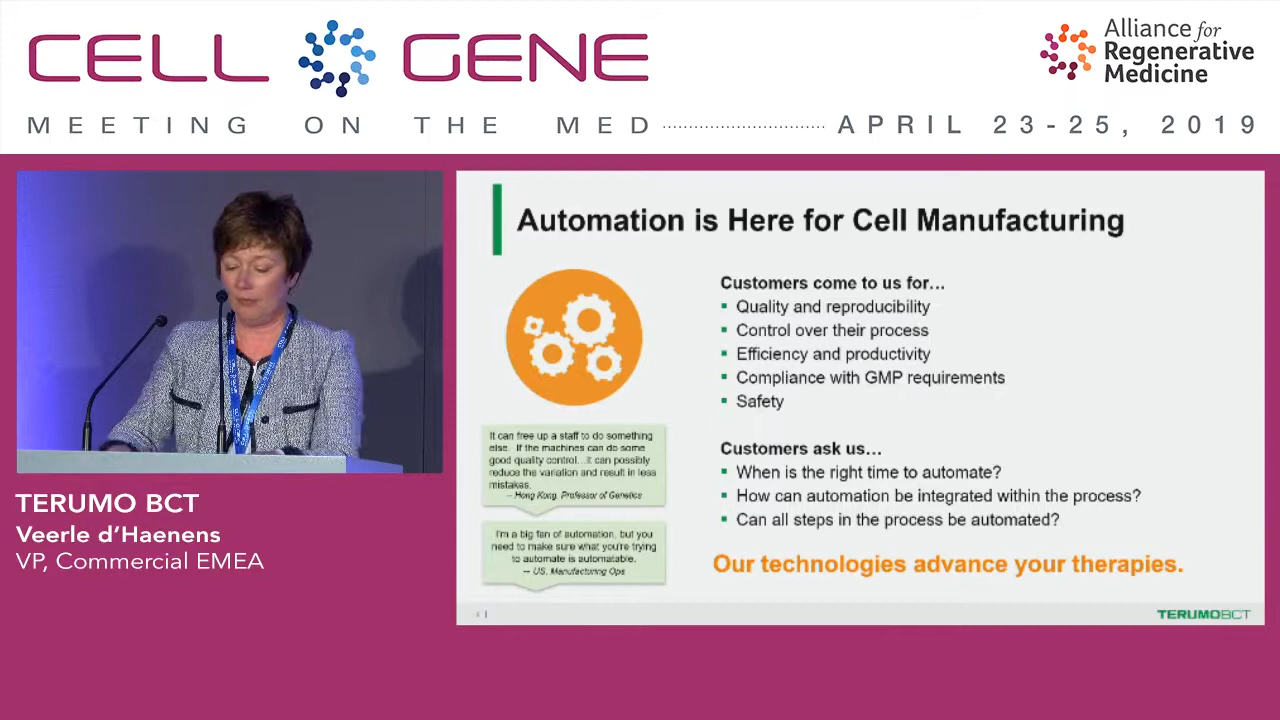 CELL GENE
MEETING ON THE MED
APRIL 23-25, 2019
Alliance for
Regenerative
Medicine
Automation is Here for Cell Manufacturing
Customers come to us for...
Quality and reproducibility
Control over their process
Efficiency and productivity
Compliance with GMP requirements
Safety
It can free up a staff to do something
else. If the machines can do some
good quality control...it can possibly
reduce the variation and result in less
mistakes.
-- Hong Kong, Professor of Genetics
I'm a big fan of automation, but you
need to make sure what you're trying
to automate is automatable.
-- US, Manufacturing Ops
Customers ask us...
When is the right time to automate?
How can automation be integrated within the process?
Can all steps in the process be automated?
Our technologies advance your therapies.
TERUMOBCT
TERUMO BCT
Veerle d'Haenens
VP, Commercial EMEA